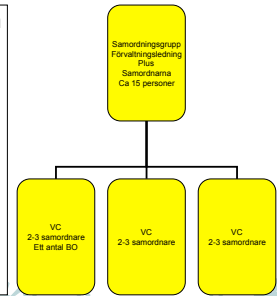 Samordningsgrupp
Förvaltningsledning
Plus
Samordnarna
Ca 15 personer
VC
2-3 samordnare
Ett antal BO
VC
2-3 samordnare
VC
2-3 samordnare